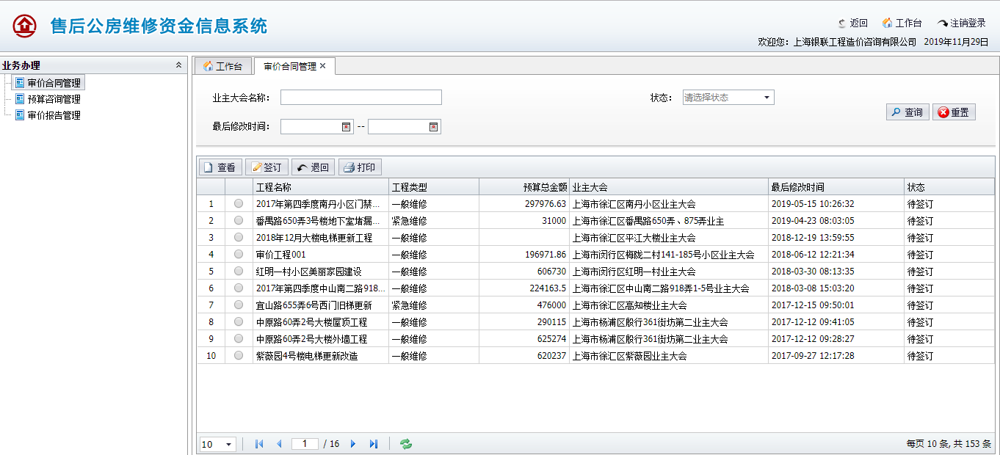 售后公房维修资金信息系统
返回 工作台 注销登录
欢迎您：上海银联工程造价咨询有限公司 2019年11月29日
业务办理
审价合同管理
预算咨询管理
审价报告管理
工作台 审价合同管理
业主大会名称： 状态： 请选择状态
最后修改时间： -- 查询 重置
查看 签订 退回 打印
工程名称 工程类型 预算总金额 业主大会 最后修改时间 状态
1 2017年第四季度南丹小区门禁... 一般维修 297976.63 上海市徐汇区南丹小区业主大会 2019-05-15 10:26:32 待签订
2 番禺路650弄3号楼地下室堵漏... 紧急维修 31000 上海市徐汇区番禺路650弄、875弄业主 2019-04-23 08:03:05 待签订
3 2018年12月大楼电梯更新工程 一般维修 上海市徐汇区平江大楼业主大会 2018-12-19 13:59:55 待签订
4 审价工程001 一般维修 196971.86 上海市闵行区梅陇二村141-185号小区业主大会 2018-06-12 12:21:34 待签订
5 红明一村小区美丽家园建设 一般维修 606730 上海市闵行区红明一村业主大会 2018-03-30 08:13:35 待签订
6 2017年第四季度中山南二路918... 一般维修 224163.5 上海市徐汇区中山南二路918弄1-5号业主大会 2018-03-08 15:03:20 待签订
7 宜山路655弄6号西门旧梯更新 紧急维修 476000 上海市徐汇区高知楼业主大会 2017-12-15 09:50:01 待签订
8 中原路60弄2号大楼屋顶工程 一般维修 290115 上海市杨浦区殷行361街坊第二业主大会 2017-12-12 09:41:05 待签订
9 中原路60弄2号大楼外墙工程 一般维修 625274 上海市杨浦区殷行361街坊第二业主大会 2017-12-12 09:28:27 待签订
10 紫薇园4号楼电梯更新改造 一般维修 620237 上海市徐汇区紫薇园业主大会 2017-09-27 12:17:28 待签订
10 1 / 16 每页 10 条, 共 153 条